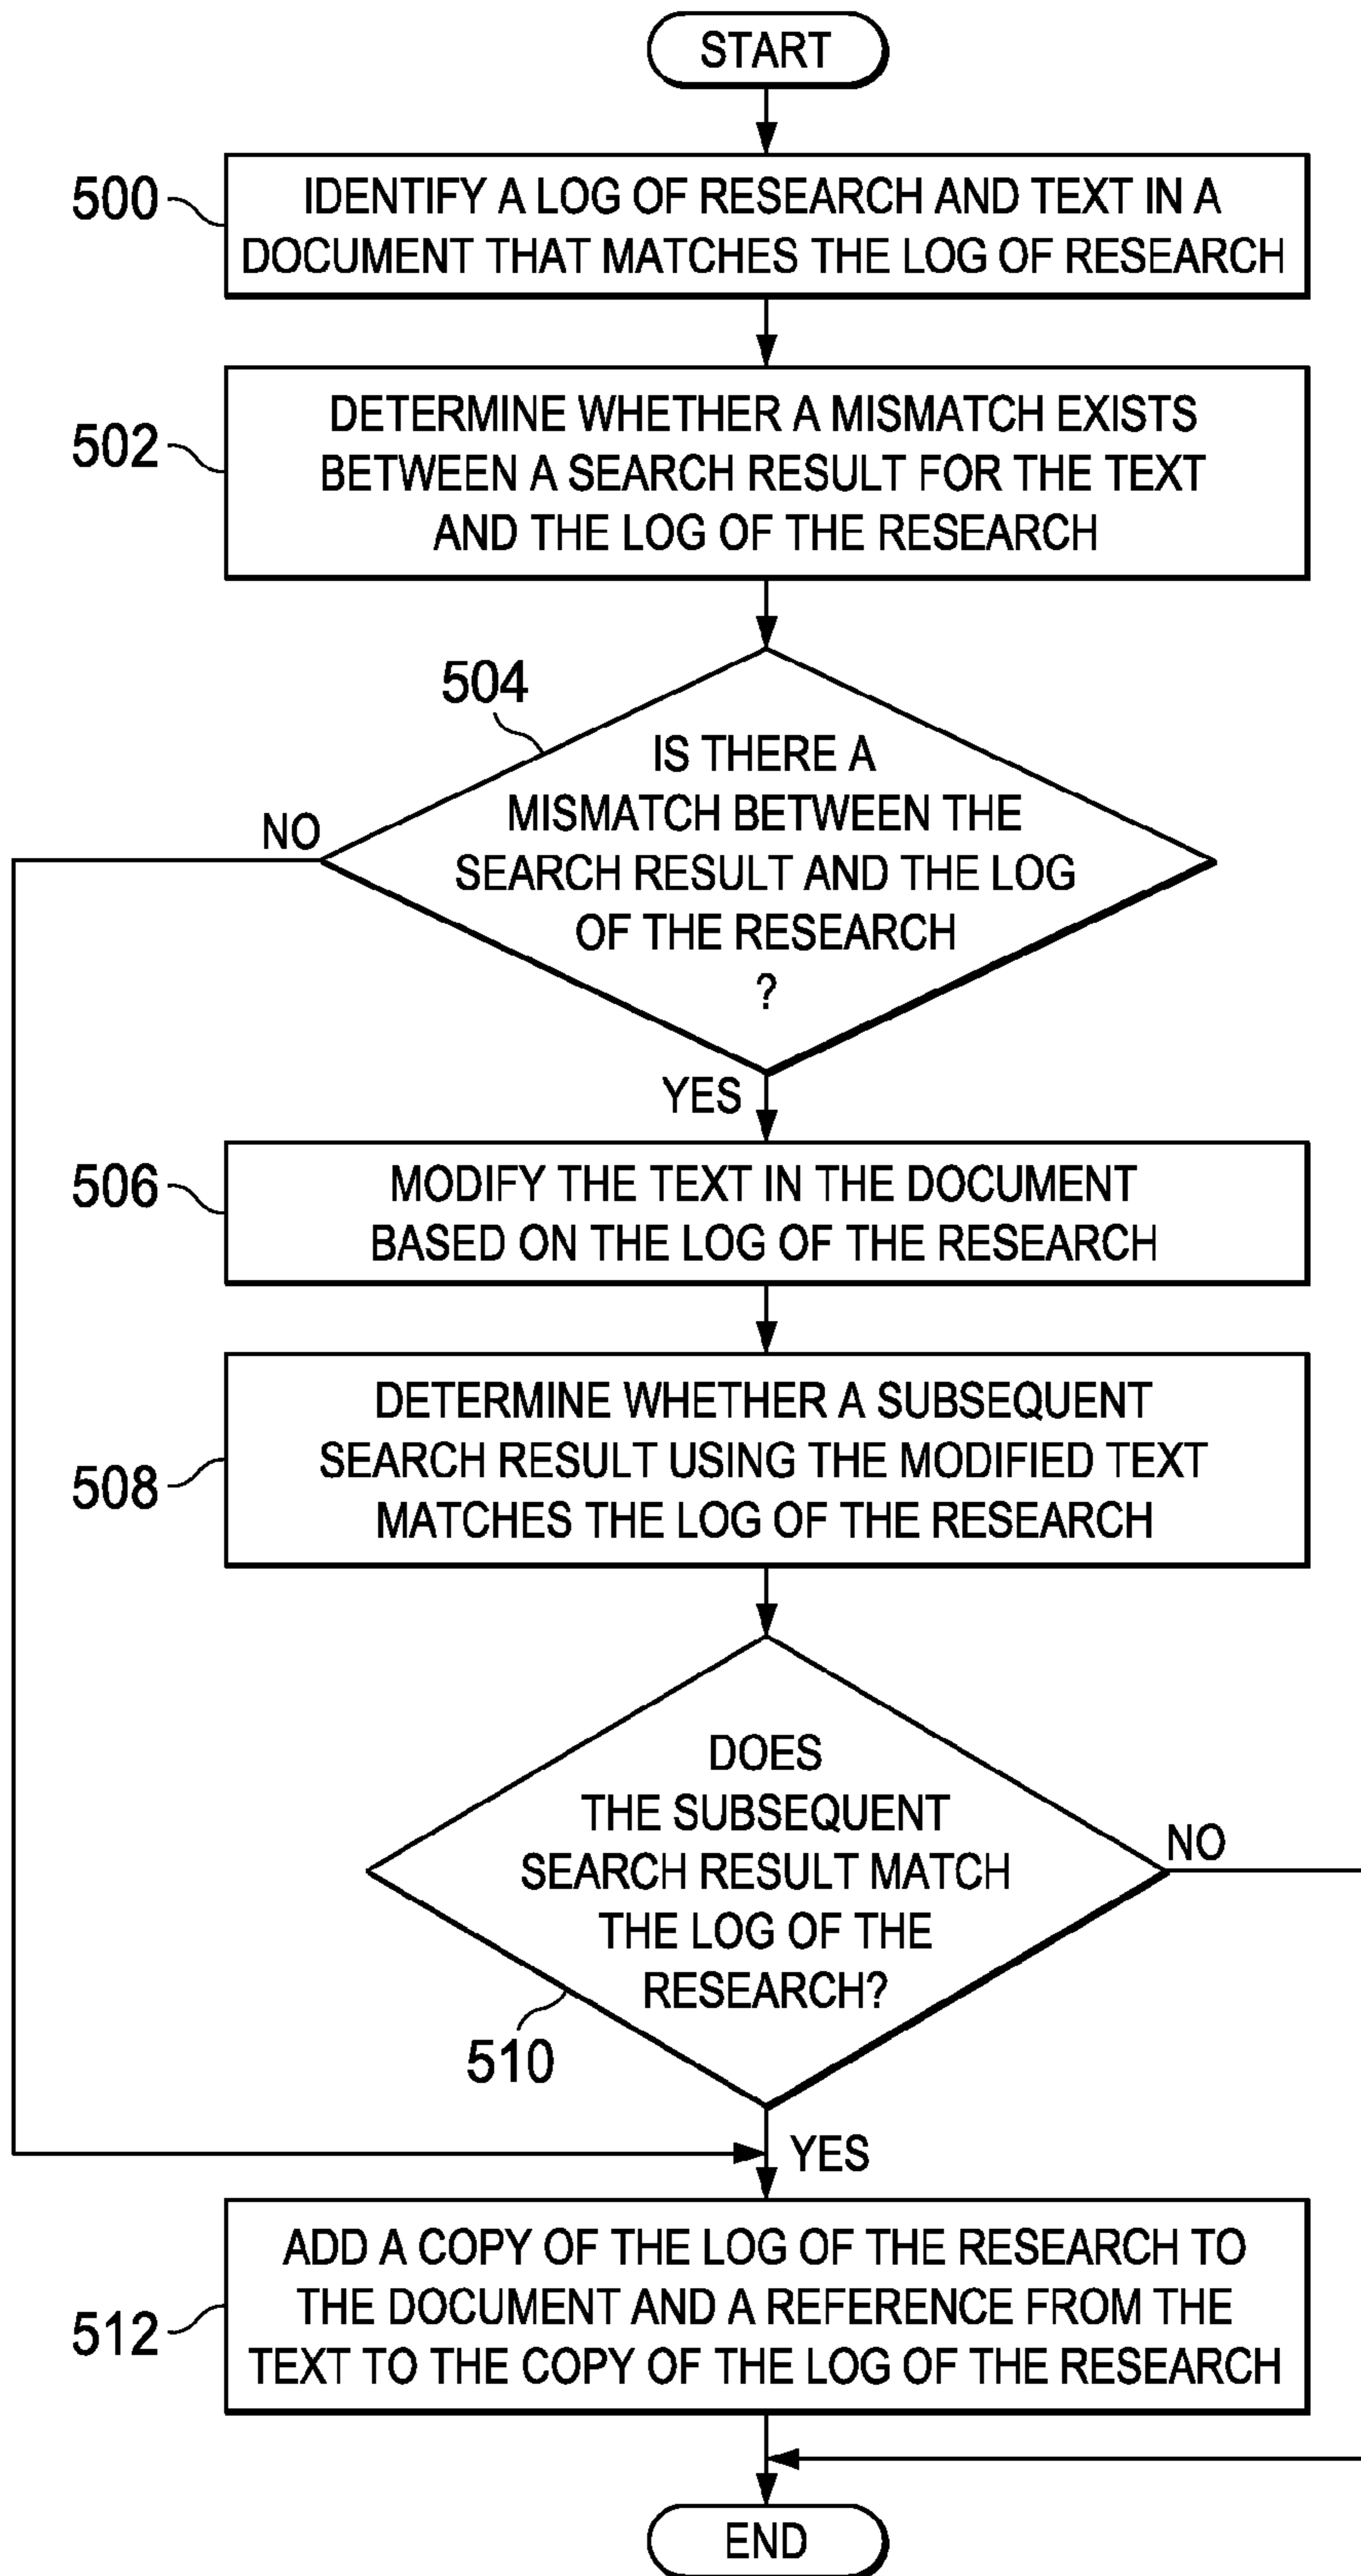 START
500
IDENTIFY A LOG OF RESEARCH AND TEXT IN A
DOCUMENT THAT MATCHES THE LOG OF RESEARCH
502
DETERMINE WHETHER A MISMATCH EXISTS
BETWEEN A SEARCH RESULT FOR THE TEXT
AND THE LOG OF THE RESEARCH
504
IS THERE A
MISMATCH BETWEEN THE
SEARCH RESULT AND THE LOG
OF THE RESEARCH
?
NO
YES
506
MODIFY THE TEXT IN THE DOCUMENT
BASED ON THE LOG OF THE RESEARCH
508
DETERMINE WHETHER A SUBSEQUENT
SEARCH RESULT USING THE MODIFIED TEXT
MATCHES THE LOG OF THE RESEARCH
DOES
THE SUBSEQUENT
SEARCH RESULT MATCH
THE LOG OF THE
RESEARCH?
NO
510
YES
512
ADD A COPY OF THE LOG OF THE RESEARCH TO
THE DOCUMENT AND A REFERENCE FROM THE
TEXT TO THE COPY OF THE LOG OF THE RESEARCH
END